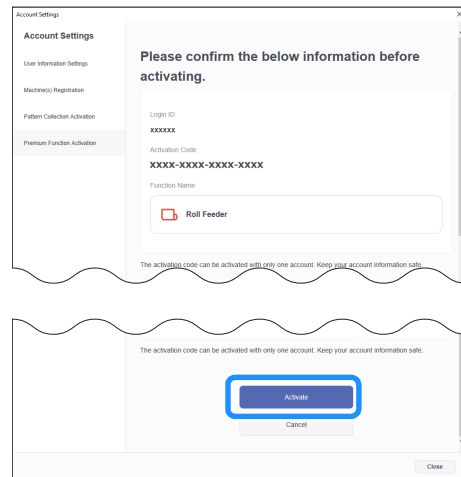 Account Settings
Account Settings
User Information Settings
Machine(s) Registration
Pattern Collection Activation
Premium Function Activation
Please confirm the below information before
activating.
Login ID
xxxxxx
Activation Code
xxxx-xxxx-xxxx-xxxx
Function Name
Roll Feeder
The activation code can be activated with only one account. Keep your account information safe.
The activation code can be activated with only one account. Keep your account information safe.
Activate
Cancel
Close